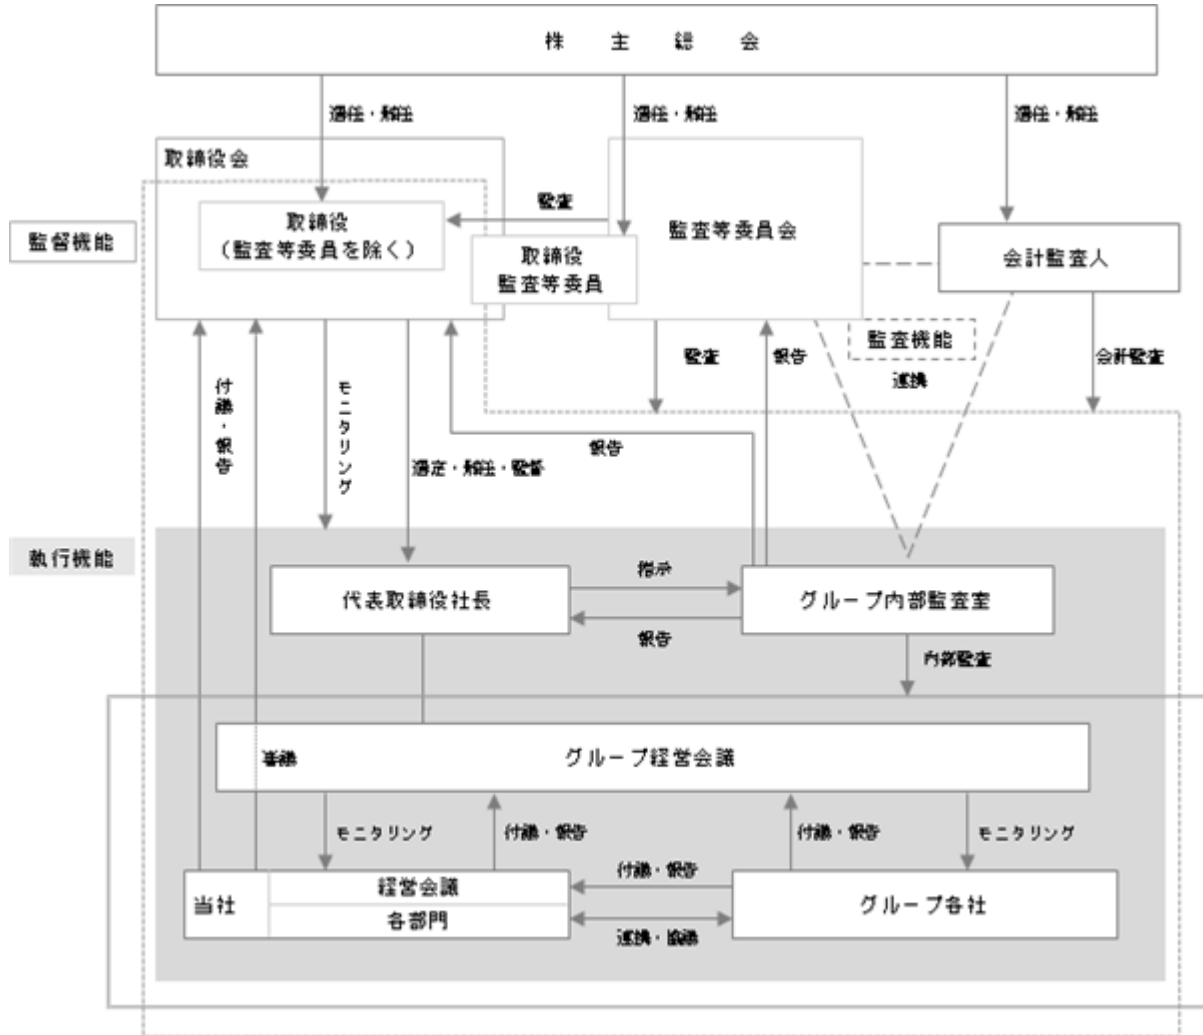 株主総会
選任・解任
選任・解任
選任・解任
取締役会
取締役
（監査等委員を除く）
監査
取締役
監査等委員
監査等委員会
会計監査人
監督機能
監査機能
連携
監査
報告
会計監査
付議・報告
モニタリング
選定・解任・監督
報告
執行機能
代表取締役社長
指示
報告
グループ内部監査室
内部監査
審議
グループ経営会議
モニタリング
付議・報告
付議・報告
モニタリング
当社
経営会議
各部門
付議・報告
連携・協議
グループ各社